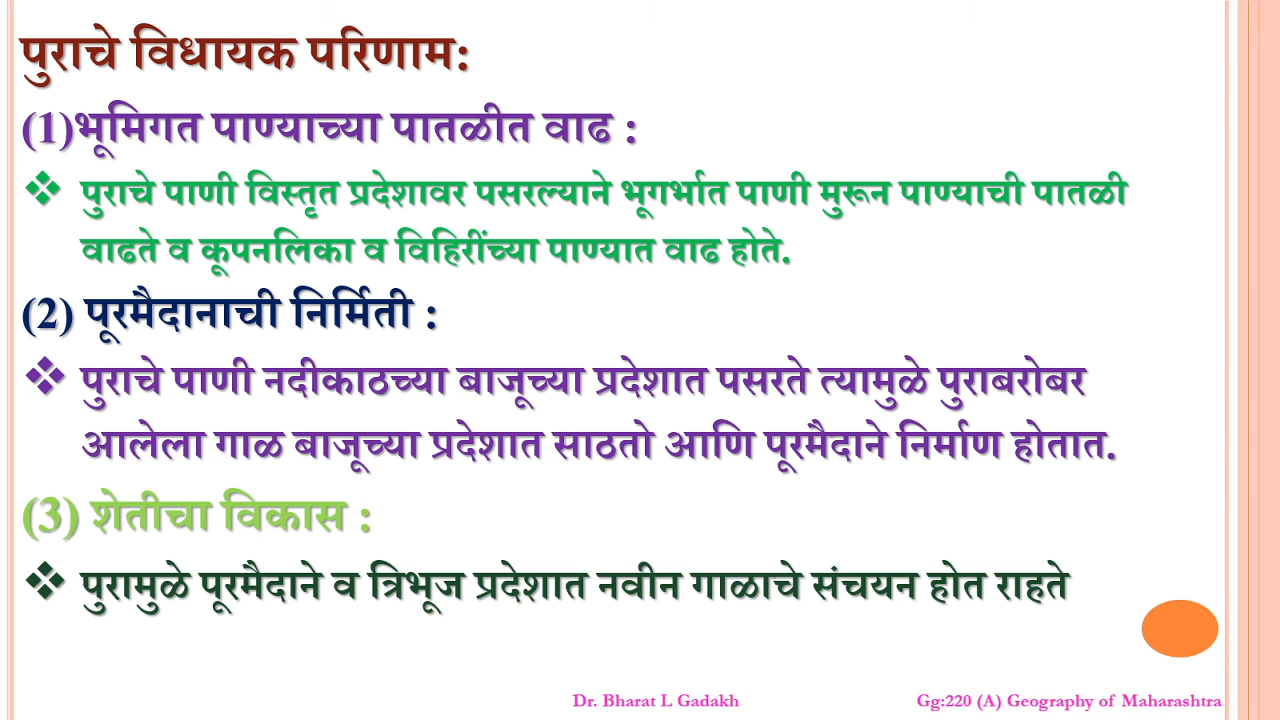 पुराचे विधायक परिणाम:
(1)भूमिगत पाण्याच्या पातळीत वाढ :
❖ पुराचे पाणी विस्तृत प्रदेशावर पसरल्याने भूगर्भात पाणी मुरून पाण्याची पातळी
वाढते व कूपनलिका व विहिरींच्या पाण्यात वाढ होते.
(2) पूरमैदानाची निर्मिती :
❖ पुराचे पाणी नदीकाठच्या बाजूच्या प्रदेशात पसरते त्यामुळे पुराबरोबर
आलेला गाळ बाजूच्या प्रदेशात साठतो आणि पूरमैदाने निर्माण होतात.
(3) शेतीचा विकास :
❖ पुरामुळे पूरमैदाने व त्रिभूज प्रदेशात नवीन गाळाचे संचयन होत राहते
Dr. Bharat L Gadakh Gg:220 (A) Geography of Maharashtra